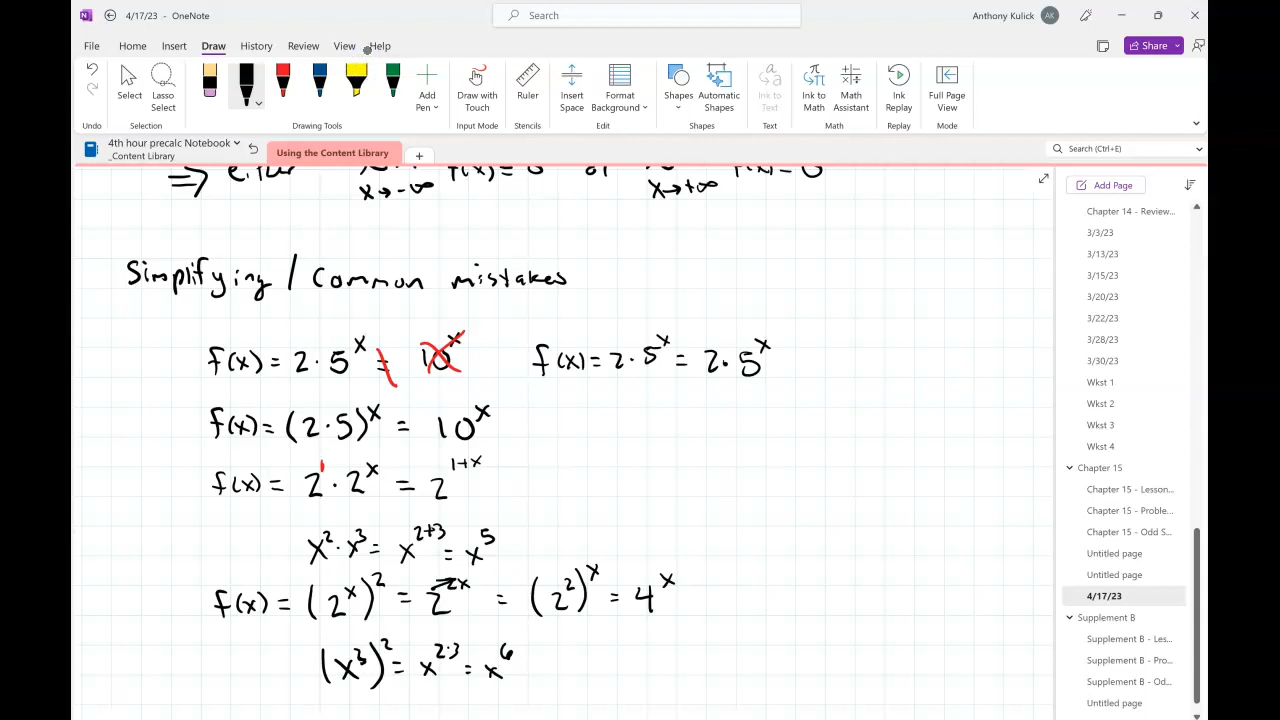 4/17/23 - OneNote
Search
Anthony Kulick
AK
File Home Insert Draw History Review View Help
Share
Undo
Select
Lasso Select
Add Pen
Draw with Touch
Ruler
Insert Space
Format Background
Shapes
Automatic Shapes
Ink to Text
Ink to Math
Math Assistant
Ink Replay
Full Page View
Undo Selection Drawing Tools Input Mode Stencils Edit Shapes Text Math Replay Mode
4th hour precalc Notebook
_Content Library
Using the Content Library
+
Search (Ctrl+E)
⇒ either x→-∞ f(x)=0 or x→+∞ f(x)=0
Simplifying / Common mistakes
f(x) = 2·5^x = 10^x f(x) = 2·5^x = 2·5^x
f(x) = (2·5)^x = 10^x
f(x) = 2^1·2^x = 2^{1+x}
x^2·x^3 = x^{2+3} = x^5
f(x) = (2^x)^2 = 2^{2x} = (2^2)^x = 4^x
(x^3)^2 = x^{2·3} = x^6
Add Page
Chapter 14 - Review...
3/3/23
3/13/23
3/15/23
3/20/23
3/22/23
3/28/23
3/30/23
Wkst 1
Wkst 2
Wkst 3
Wkst 4
Chapter 15
Chapter 15 - Lesson...
Chapter 15 - Proble...
Chapter 15 - Odd S...
Untitled page
Untitled page
4/17/23
Supplement B
Supplement B - Les...
Supplement B - Pro...
Supplement B - Od...
Untitled page